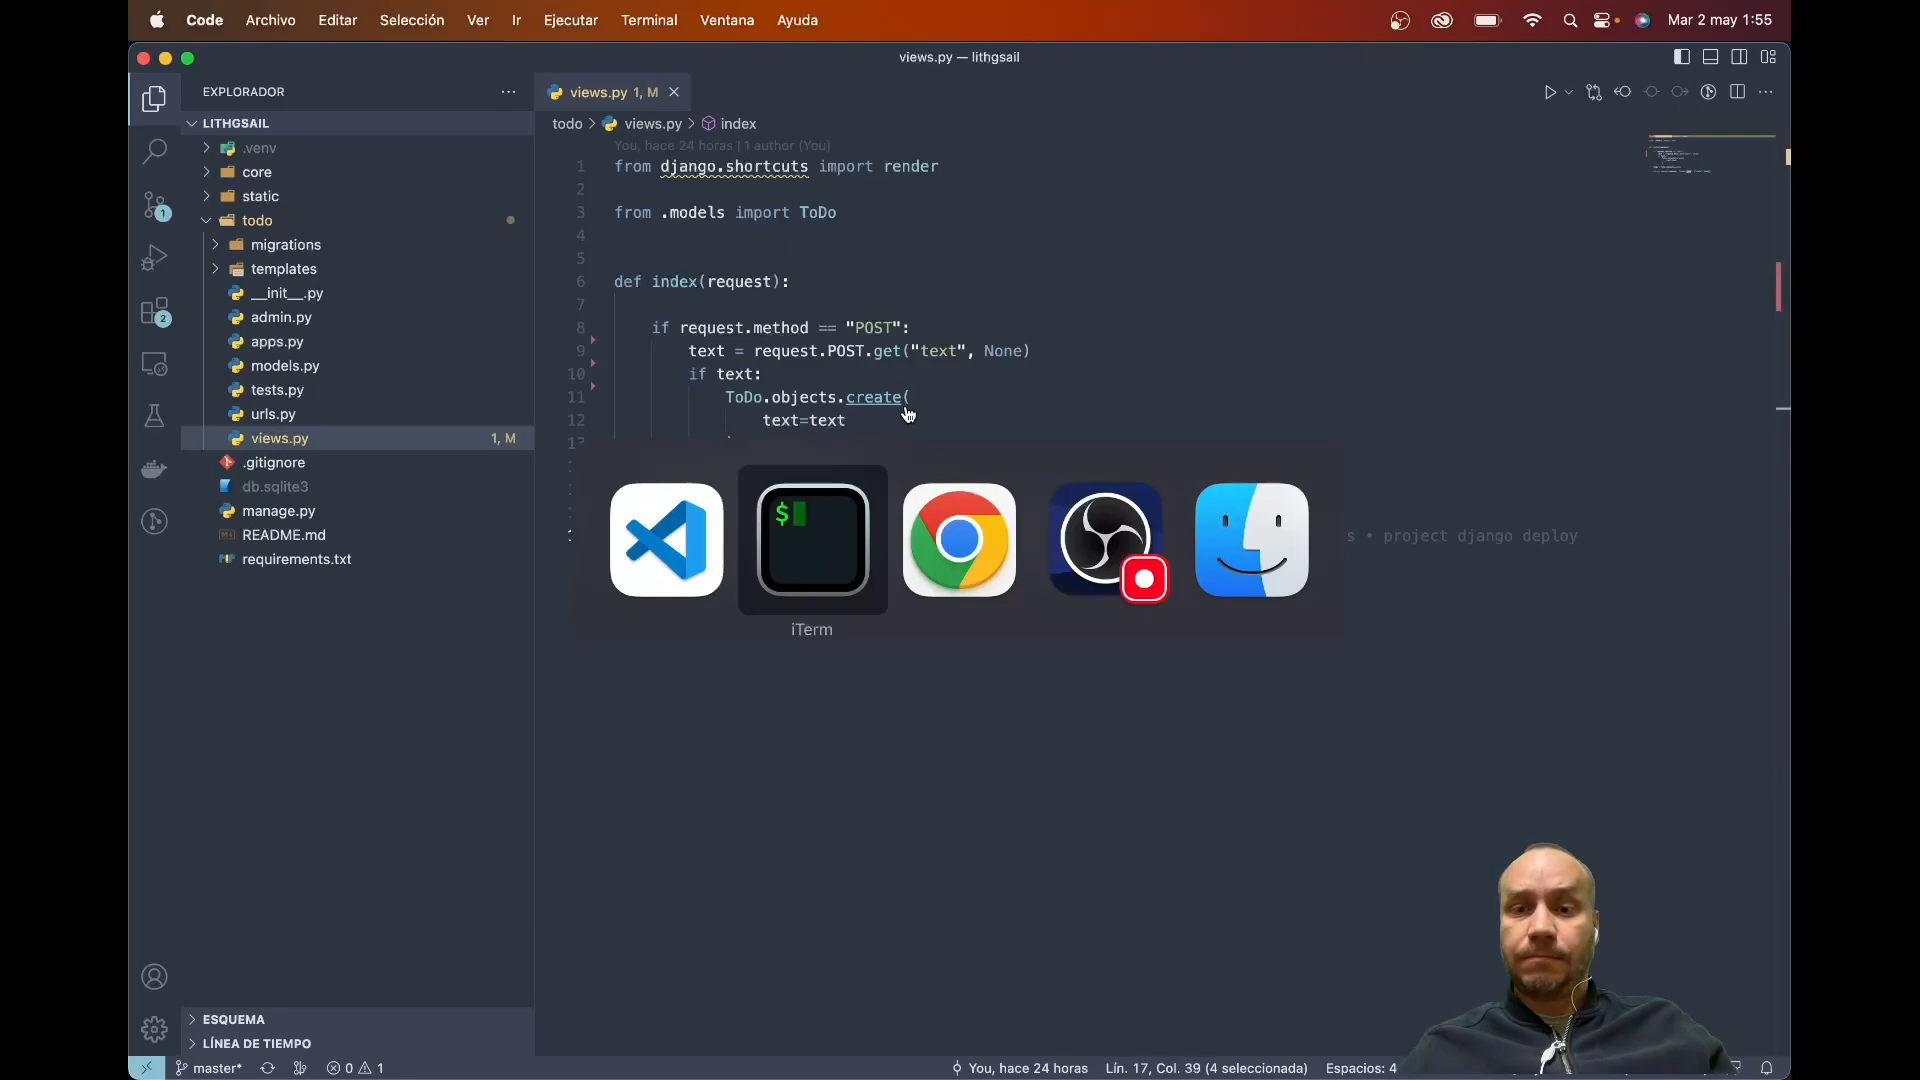 Code Archivo Editar Selección Ver Ir Ejecutar Terminal Ventana Ayuda Mar 2 may 1:55
views.py — lithgsail
EXPLORADOR
LITHGSAIL
.venv
core
static
todo
migrations
templates
__init__.py
admin.py
apps.py
models.py
tests.py
urls.py
views.py 1, M
.gitignore
db.sqlite3
manage.py
README.md
requirements.txt
1
2
ESQUEMA
LÍNEA DE TIEMPO
views.py 1, M
todo > views.py > index
You, hace 24 horas | 1 author (You)
1 from django.shortcuts import render
2
3 from .models import ToDo
4
5
6 def index(request):
7
8 if request.method == "POST":
9 text = request.POST.get("text", None)
10 if text:
11 ToDo.objects.create(
12 text=text
s • project django deploy
$
iTerm
master* 0 1 You, hace 24 horas Lín. 17, Col. 39 (4 seleccionada) Espacios: 4